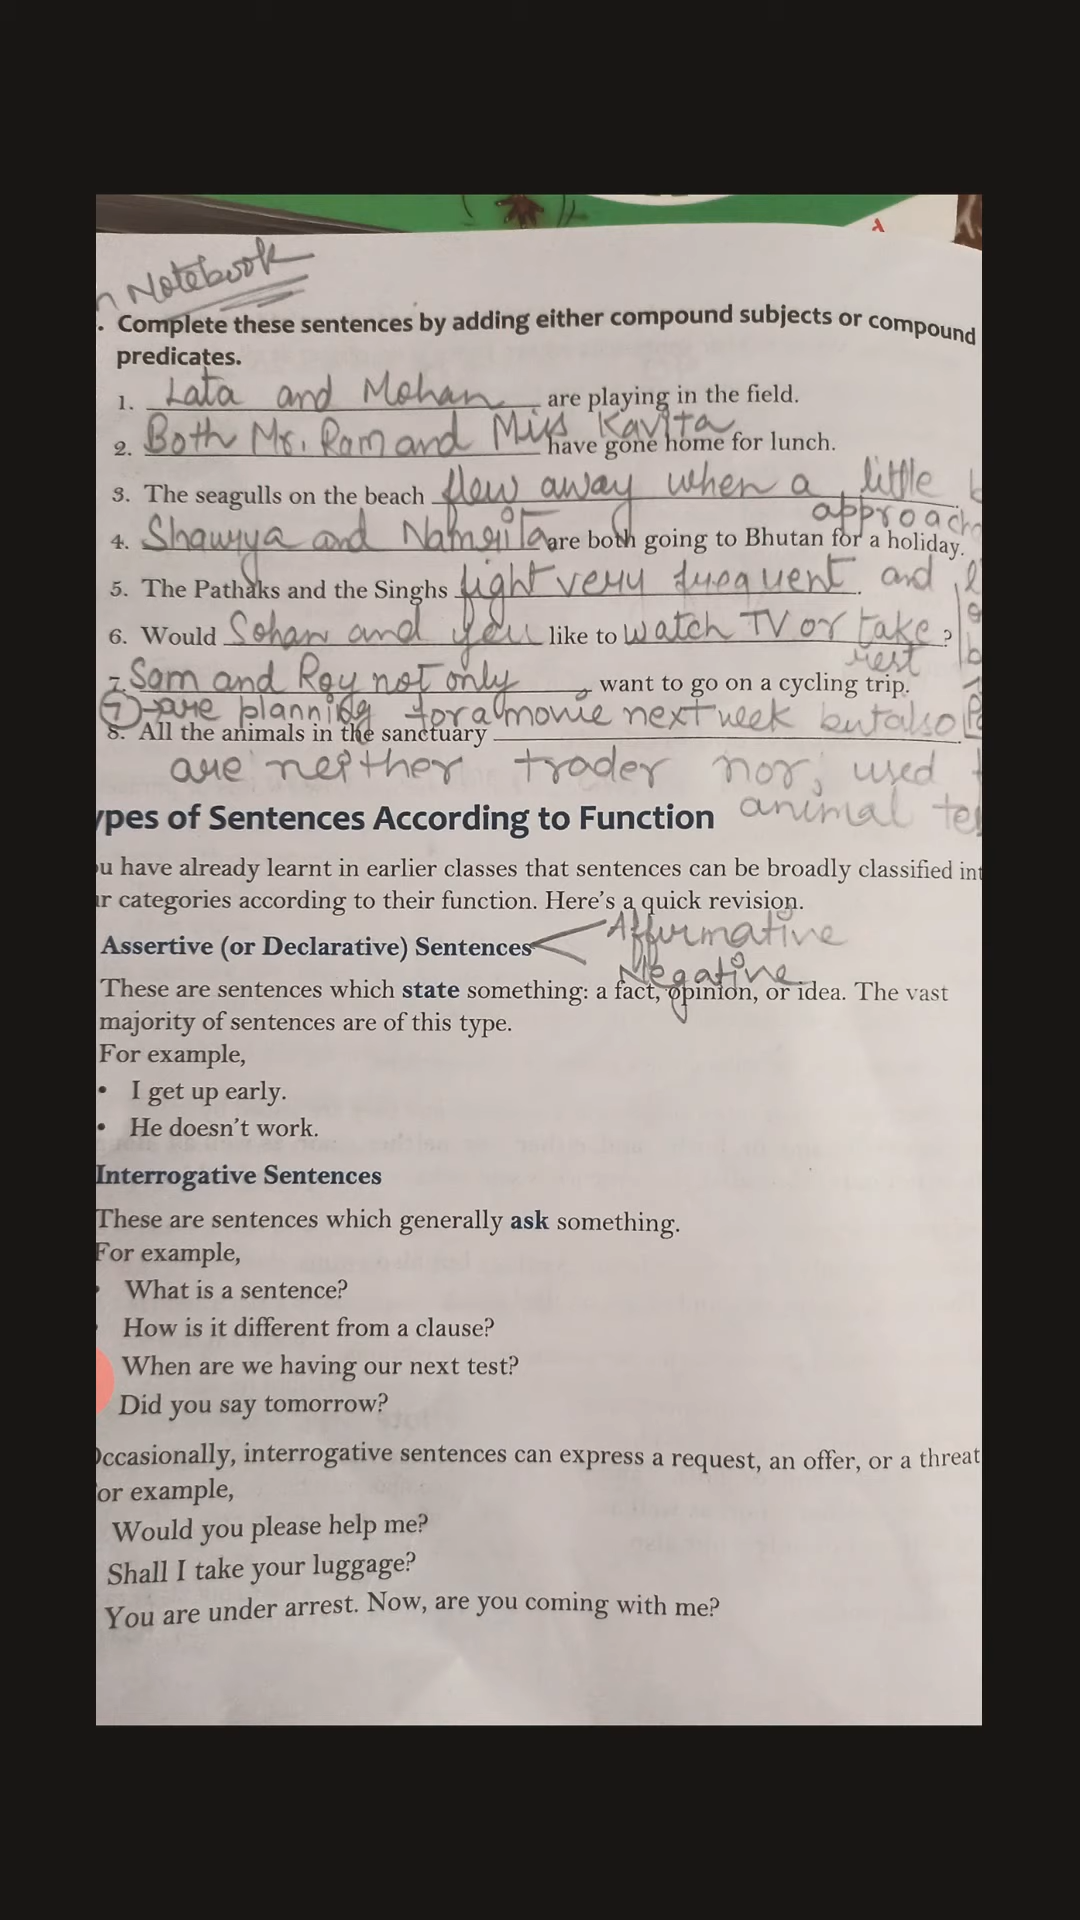 n Notebook
. Complete these sentences by adding either compound subjects or compound
predicates.
1. Lata and Mohan are playing in the field.
2. Both Mr. Ram and Miss Kavita have gone home for lunch.
3. The seagulls on the beach flew away when a little b
approach
4. Shaurya and Namrita are both going to Bhutan for a holiday.
5. The Pathaks and the Singhs fight very frequent and
6. Would Sohan and you like to watch TV or take ?
rest
7. Sam and Roy not only , want to go on a cycling trip.
7 are planning for a movie next week but also
8. All the animals in the sanctuary
are neither trader nor, used
animal te
ypes of Sentences According to Function
ou have already learnt in earlier classes that sentences can be broadly classified int
ur categories according to their function. Here's a quick revision.
Affirmative
Assertive (or Declarative) Sentences
Negative
These are sentences which state something: a fact, opinion, or idea. The vast
majority of sentences are of this type.
For example,
• I get up early.
• He doesn't work.
Interrogative Sentences
These are sentences which generally ask something.
For example,
What is a sentence?
How is it different from a clause?
When are we having our next test?
Did you say tomorrow?
Occasionally, interrogative sentences can express a request, an offer, or a threat
or example,
Would you please help me?
Shall I take your luggage?
You are under arrest. Now, are you coming with me?